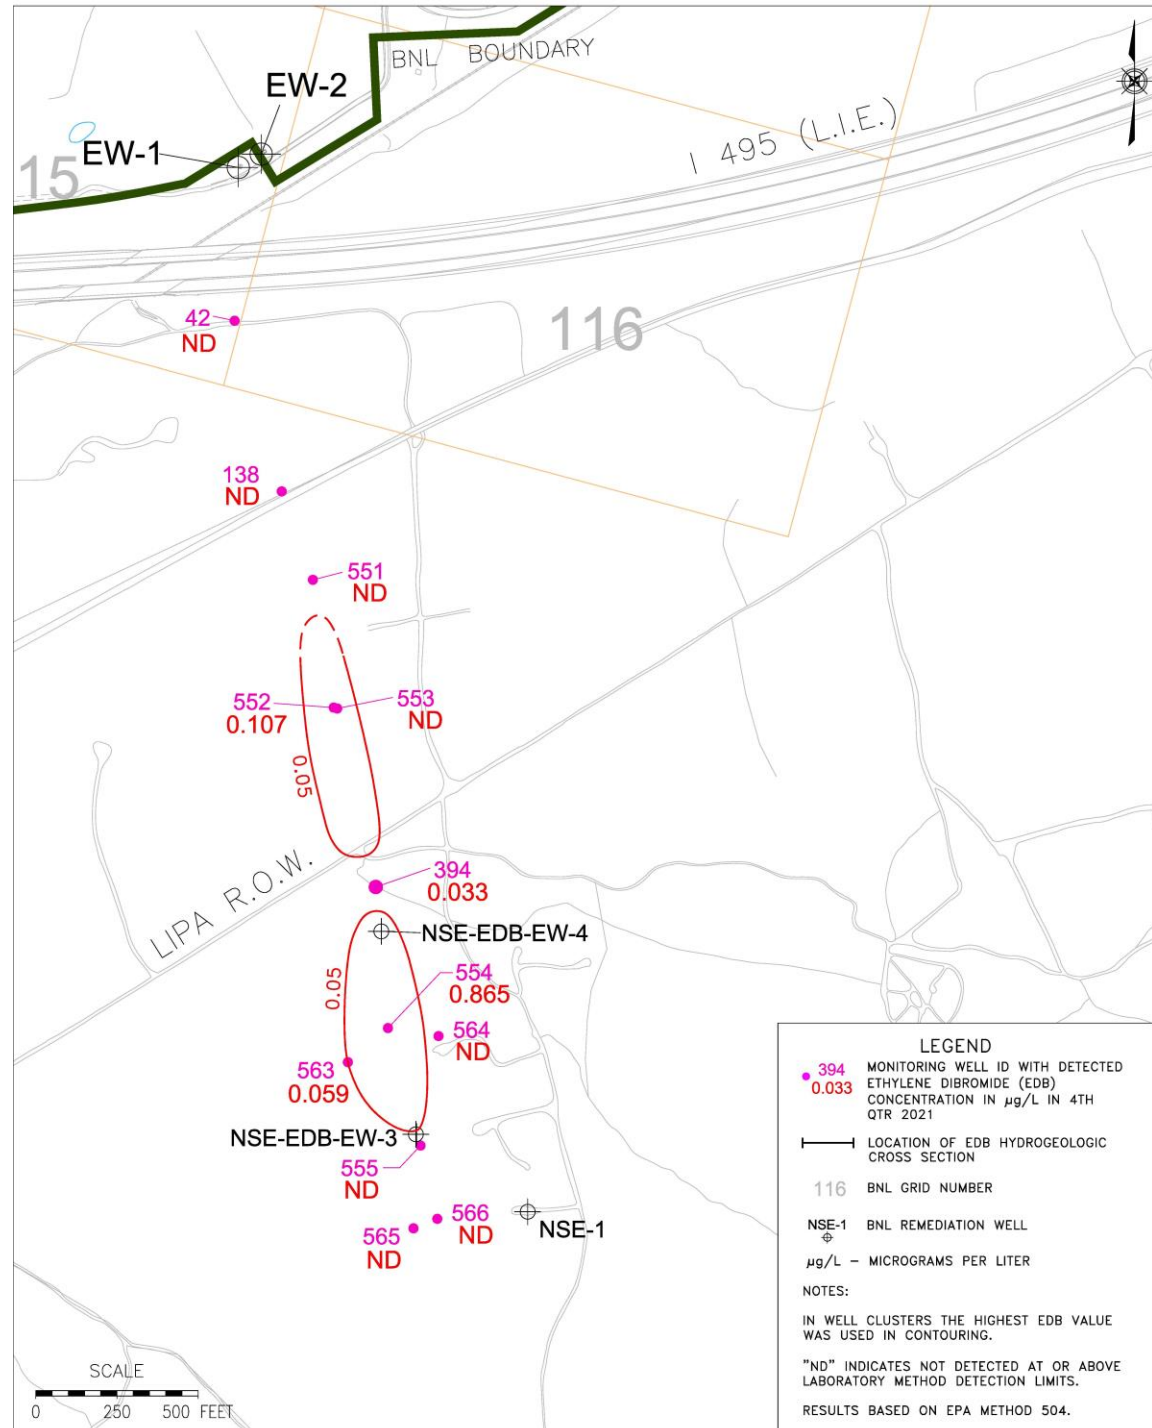 BNL BOUNDARY
EW-2
EW-1
15
I 495 (L.I.E.)
42
ND
116
138
ND
551
ND
552
0.107
553
ND
0.05
LIPA R.O.W.
394
0.033
NSE-EDB-EW-4
0.05
554
0.865
564
ND
563
0.059
NSE-EDB-EW-3
555
ND
566
ND
565
ND
NSE-1
SCALE
0 250 500 FEET
LEGEND
394
0.033
MONITORING WELL ID WITH DETECTED
ETHYLENE DIBROMIDE (EDB)
CONCENTRATION IN µg/L IN 4TH
QTR 2021
LOCATION OF EDB HYDROGEOLOGIC
CROSS SECTION
116 BNL GRID NUMBER
NSE-1 BNL REMEDIATION WELL
µg/L – MICROGRAMS PER LITER
NOTES:
IN WELL CLUSTERS THE HIGHEST EDB VALUE
WAS USED IN CONTOURING.
"ND" INDICATES NOT DETECTED AT OR ABOVE
LABORATORY METHOD DETECTION LIMITS.
RESULTS BASED ON EPA METHOD 504.